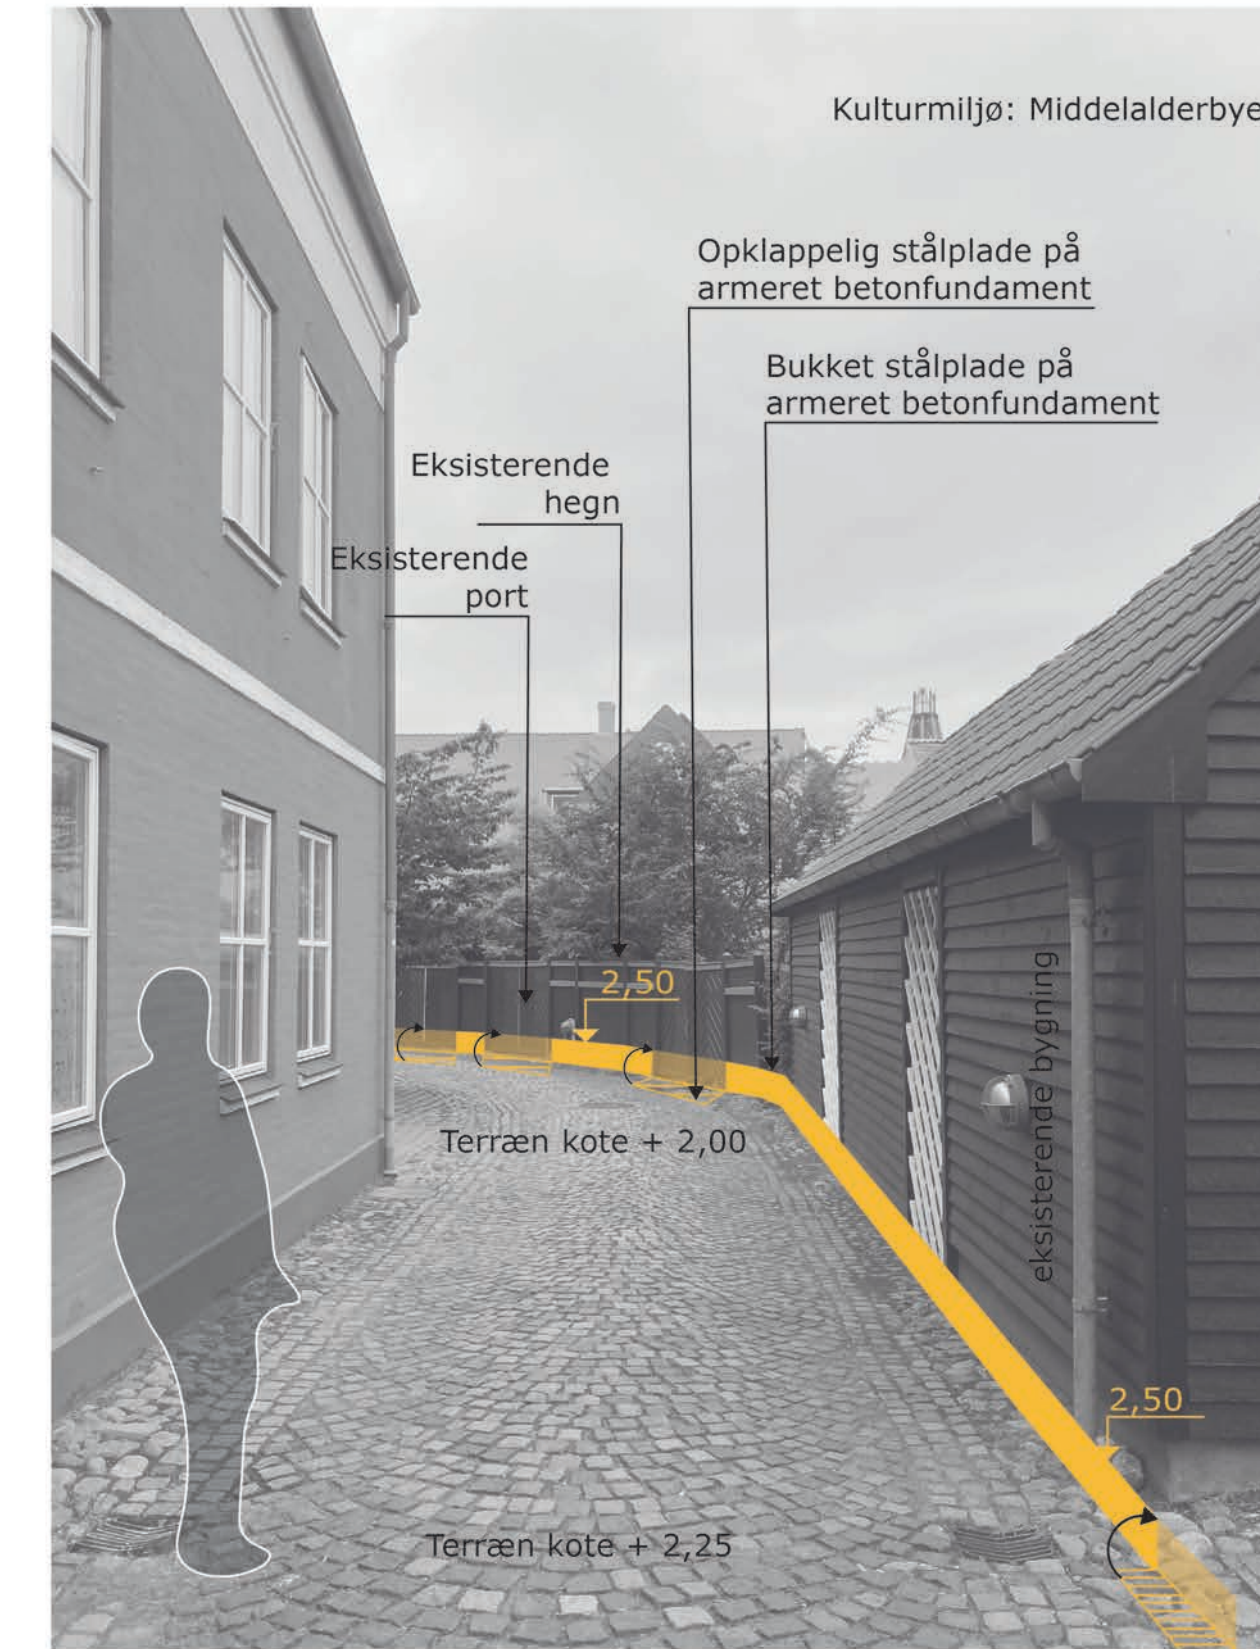 Kulturmiljø: Middelalderbye
Opklappelig stålplade på
armeret betonfundament
Bukket stålplade på
armeret betonfundament
Eksisterende
hegn
Eksisterende
port
2,50
Terræn kote + 2,00
eksisterende bygning
2,50
Terræn kote + 2,25